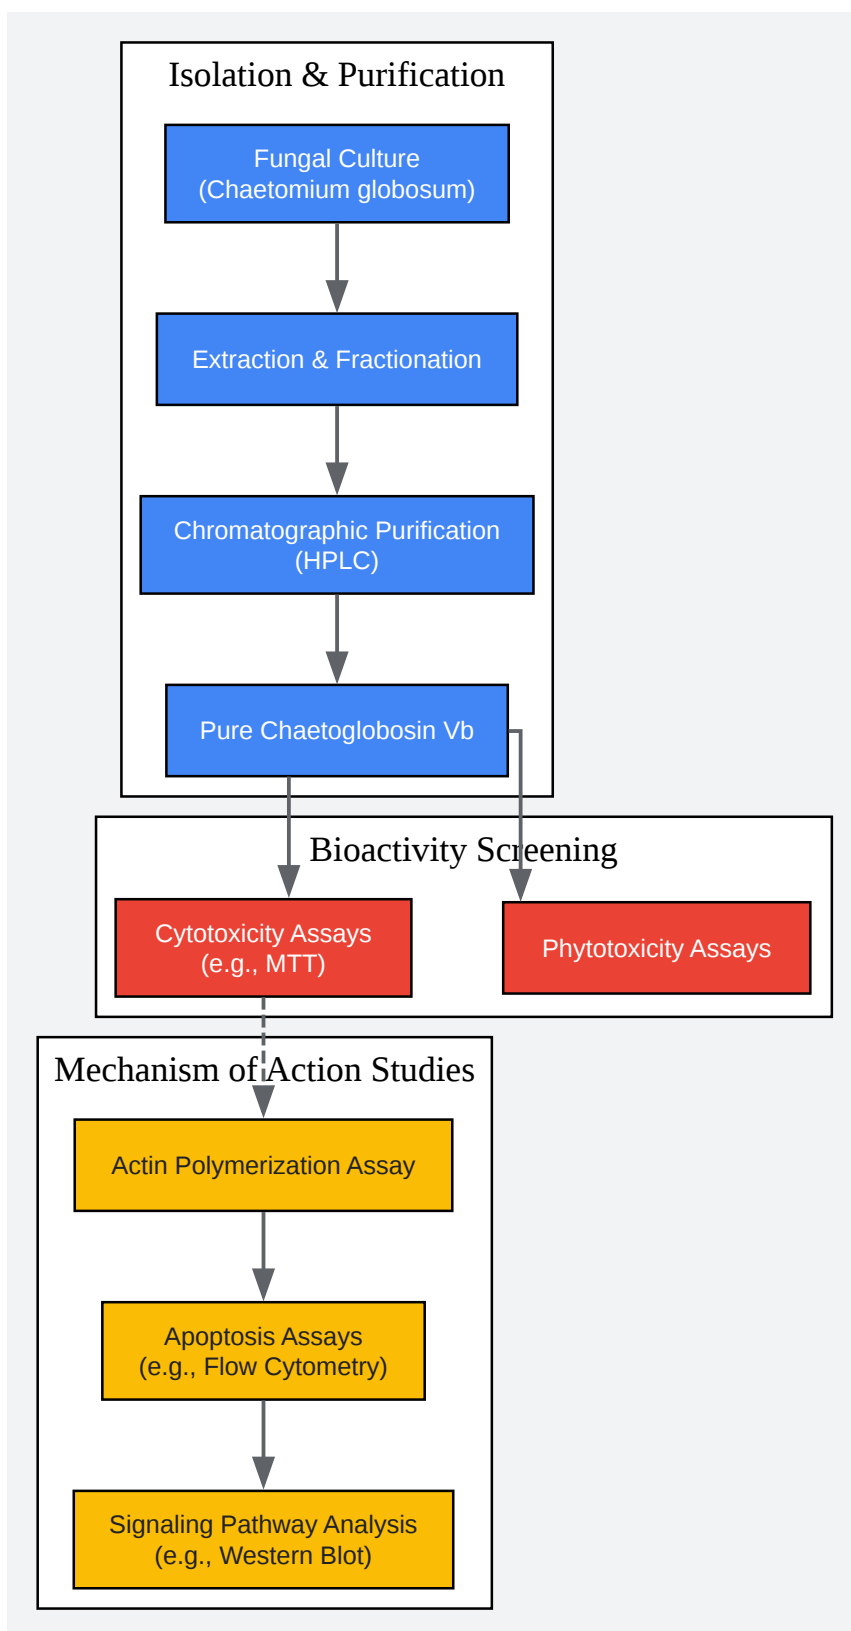 Isolation & Purification
Fungal Culture
(Chaetomium globosum)
Extraction & Fractionation
Chromatographic Purification
(HPLC)
Pure Chaetoglobosin Vb
Bioactivity Screening
Cytotoxicity Assays
(e.g., MTT)
Phytotoxicity Assays
Mechanism of Action Studies
Actin Polymerization Assay
Apoptosis Assays
(e.g., Flow Cytometry)
Signaling Pathway Analysis
(e.g., Western Blot)